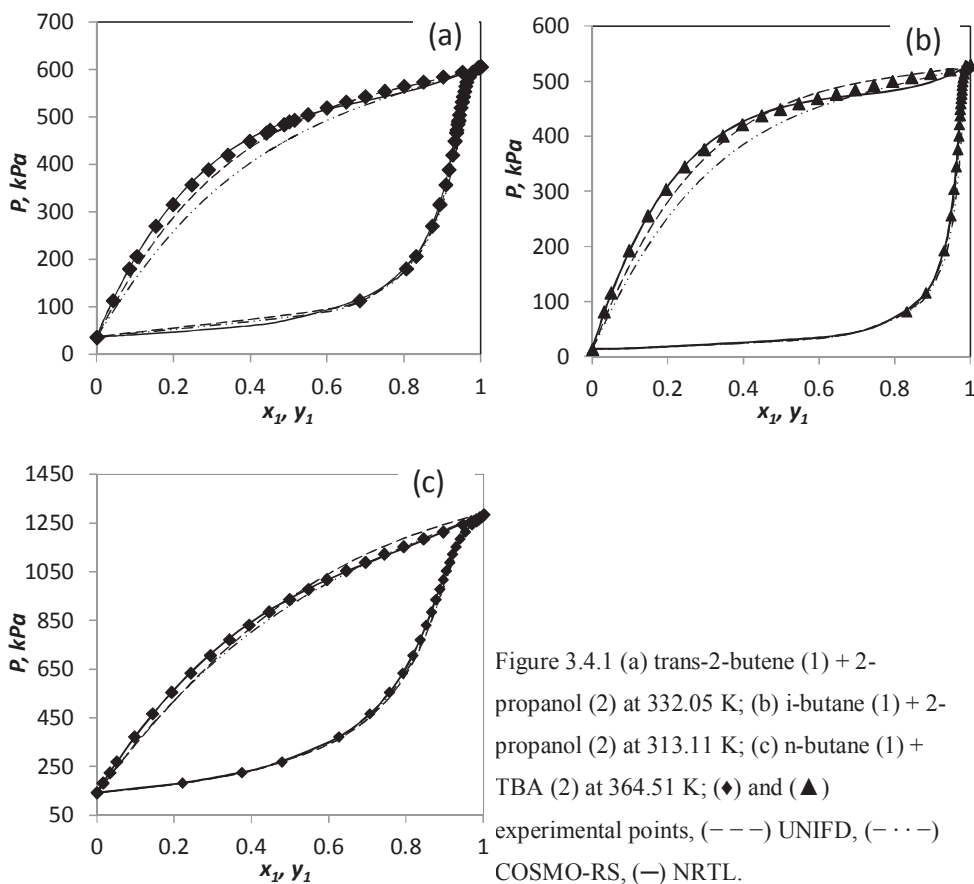 (a)
700
600
500
400
300
200
100
0
P, kPa
0 0.2 0.4 0.6 0.8 1
x1, y1
(b)
600
500
400
300
200
100
0
P, kPa
0 0.2 0.4 0.6 0.8 1
x1, y1
(c)
1450
1250
1050
850
650
450
250
50
P, kPa
0 0.2 0.4 0.6 0.8 1
x1, y1
Figure 3.4.1 (a) trans-2-butene (1) + 2-
propanol (2) at 332.05 K; (b) i-butane (1) + 2-
propanol (2) at 313.11 K; (c) n-butane (1) +
TBA (2) at 364.51 K; (♦) and (▲)
experimental points, (− − −) UNIFD, (− · · · −)
COSMO-RS, (─) NRTL.